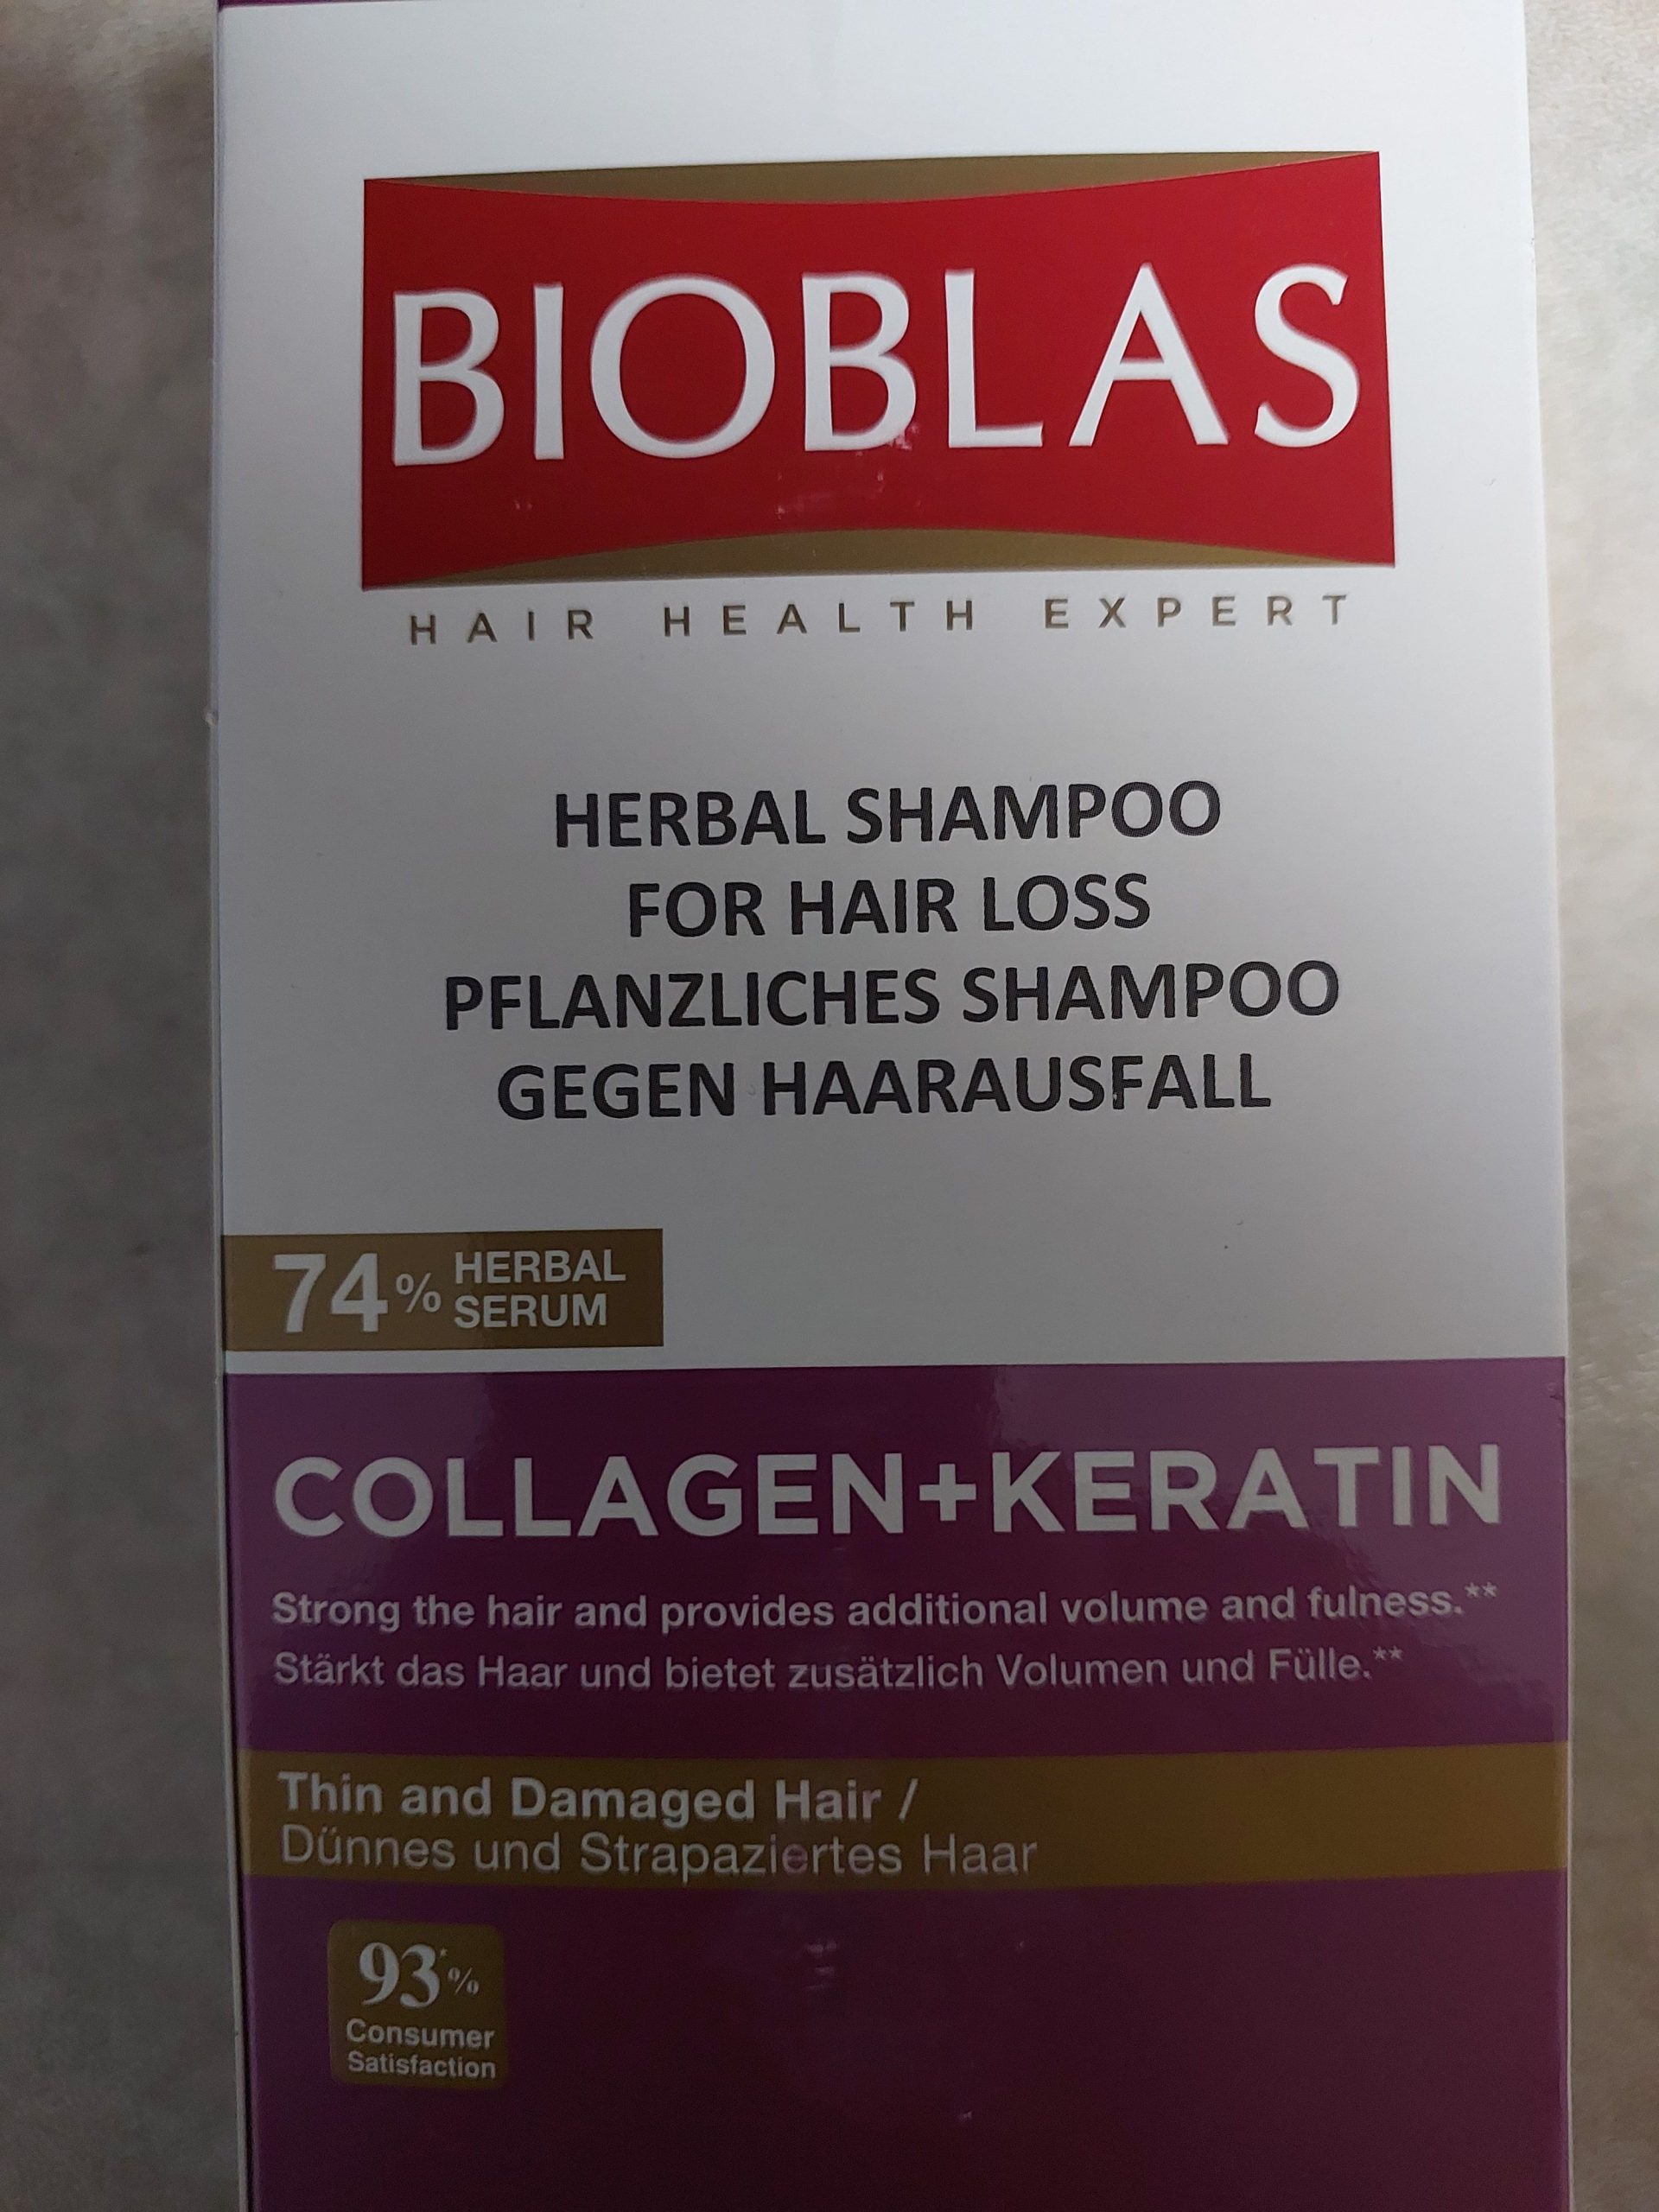 BIOBLAS
HAIR HEALTH EXPERT
HERBAL SHAMPOO
FOR HAIR LOSS
PFLANZLICHES SHAMPOO
GEGEN HAARAUSFALL
74% HERBAL
SERUM
COLLAGEN+KERATIN
Strong the hair and provides additional volume and fulness.**
Stärkt das Haar und bietet zusätzlich Volumen und Fülle.**
Thin and Damaged Hair /
Dünnes und Strapaziertes Haar
93*%
Consumer
Satisfaction